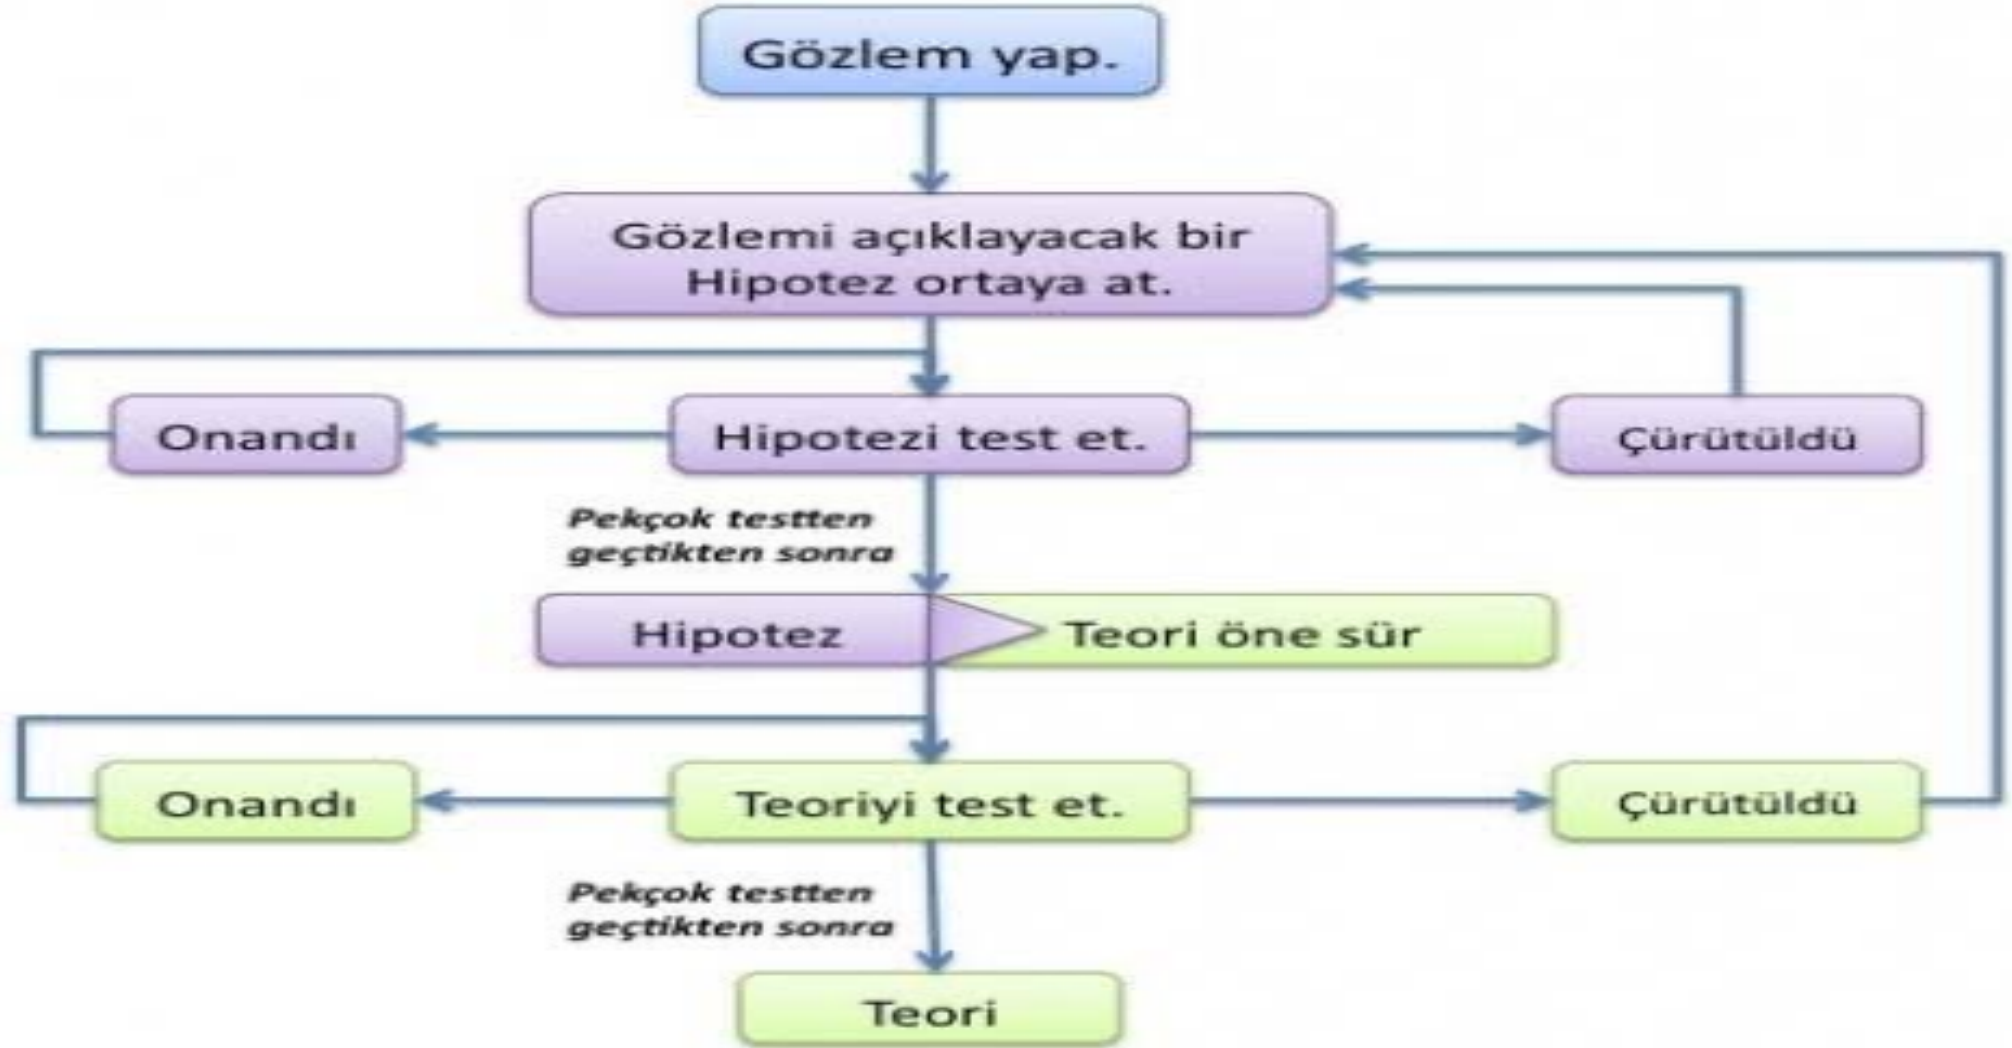 Gözlem yap.
Gözlemi açıklayacak bir
Hipotez ortaya at.
Onandı
Hipotezi test et.
Çürütüldü
Pekçok testten
geçtikten sonra
Hipotez
Teori öne sür
Onandı
Teoriyi test et.
Çürütüldü
Pekçok testten
geçtikten sonra
Teori